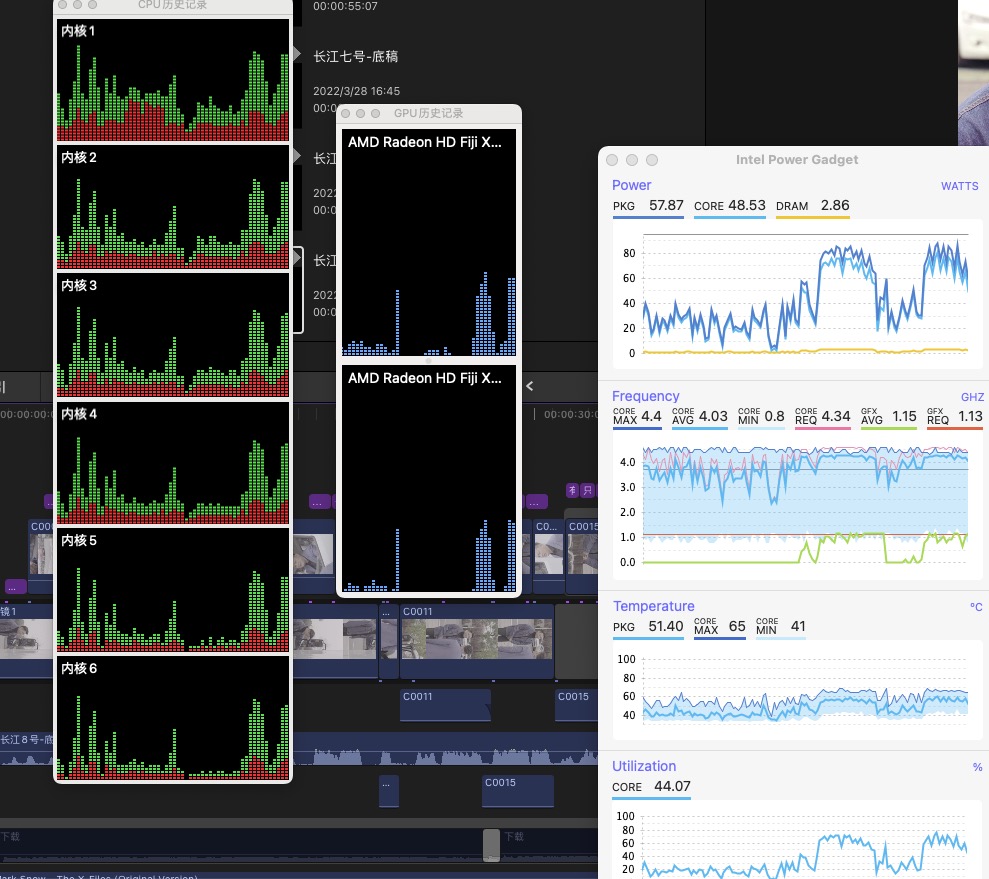 CPU历史记录
内核 1
内核 2
内核 3
内核 4
内核 5
内核 6
00:00:55:07
长江七号-底稿
2022/3/28 16:45
00:0
长江
2022
00:0
长江
2022
00:0
GPU历史记录
AMD Radeon HD Fiji X...
AMD Radeon HD Fiji X...
Intel Power Gadget
Power
WATTS
PKG 57.87 CORE 48.53 DRAM 2.86
80
60
40
20
0
Frequency
GHZ
CORE MAX 4.4 CORE AVG 4.03 CORE MIN 0.8 CORE REQ 4.34 GFX AVG 1.15 GFX REQ 1.13
4.0
3.0
2.0
1.0
0.0
Temperature
°C
PKG 51.40 CORE MAX 65 CORE MIN 41
100
80
60
40
Utilization
%
CORE 44.07
100
80
60
40
20
00:00:00:0
00:00:30:0
...
...
...
有
只
C00
C0...
C0015
...
镜1
...
C0011
C0011
C0015
长江8号-底
...
C0015
下载
下载
ark Snow - The X-Files (Original Version)